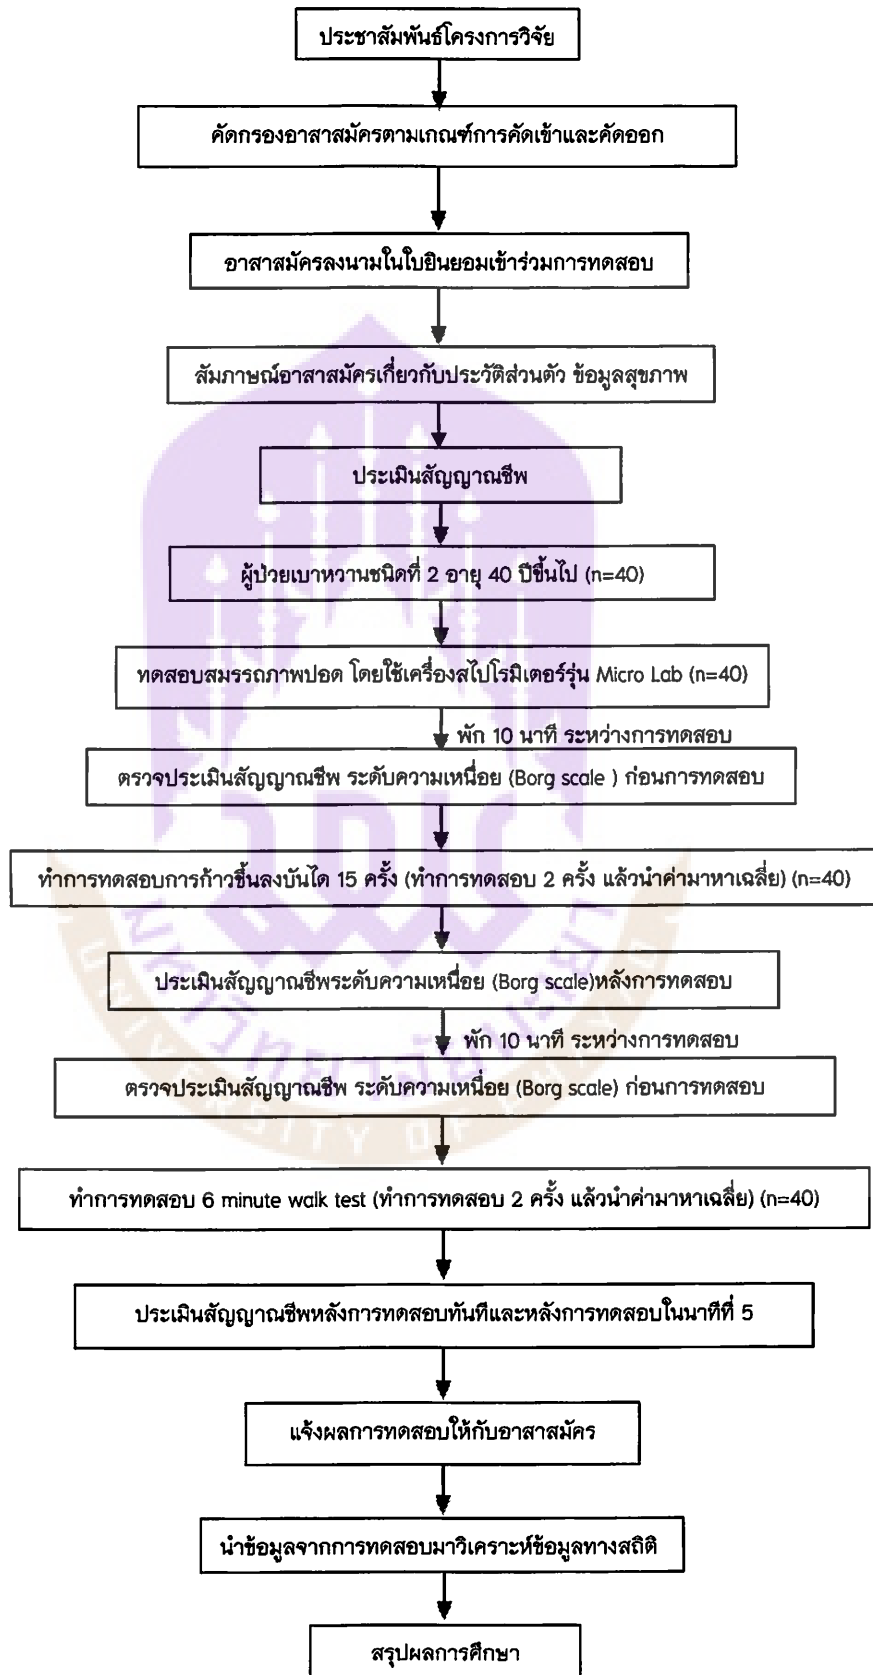 ประชาสัมพันธ์โครงการวิจัย
คัดกรองอาสาสมัครตามเกณฑ์การคัดเข้าและคัดออก
อาสาสมัครลงนามในใบยินยอมเข้าร่วมการทดสอบ
สัมภาษณ์อาสาสมัครเกี่ยวกับประวัติส่วนตัว ข้อมูลสุขภาพ
ประเมินสัญญาณชีพ
ผู้ป่วยเบาหวานชนิดที่ 2 อายุ 40 ปีขึ้นไป (n=40)
ทดสอบสมรรถภาพปอด โดยใช้เครื่องสไปโรมิเตอร์รุ่น Micro Lab (n=40)
พัก 10 นาที ระหว่างการทดสอบ
ตรวจประเมินสัญญาณชีพ ระดับความเหนื่อย (Borg scale ) ก่อนการทดสอบ
ทำการทดสอบการก้าวขึ้นลงบันได 15 ครั้ง (ทำการทดสอบ 2 ครั้ง แล้วนำค่ามาหาเฉลี่ย) (n=40)
ประเมินสัญญาณชีพระดับความเหนื่อย (Borg scale)หลังการทดสอบ
พัก 10 นาที ระหว่างการทดสอบ
ตรวจประเมินสัญญาณชีพ ระดับความเหนื่อย (Borg scale) ก่อนการทดสอบ
ทำการทดสอบ 6 minute walk test (ทำการทดสอบ 2 ครั้ง แล้วนำค่ามาหาเฉลี่ย) (n=40)
ประเมินสัญญาณชีพหลังการทดสอบทันทีและหลังการทดสอบในนาทีที่ 5
แจ้งผลการทดสอบให้กับอาสาสมัคร
นำข้อมูลจากการทดสอบมาวิเคราะห์ข้อมูลทางสถิติ
สรุปผลการศึกษา
มหาวิทยาลัยพะเยา
UNIVERSITY OF PHAYAO